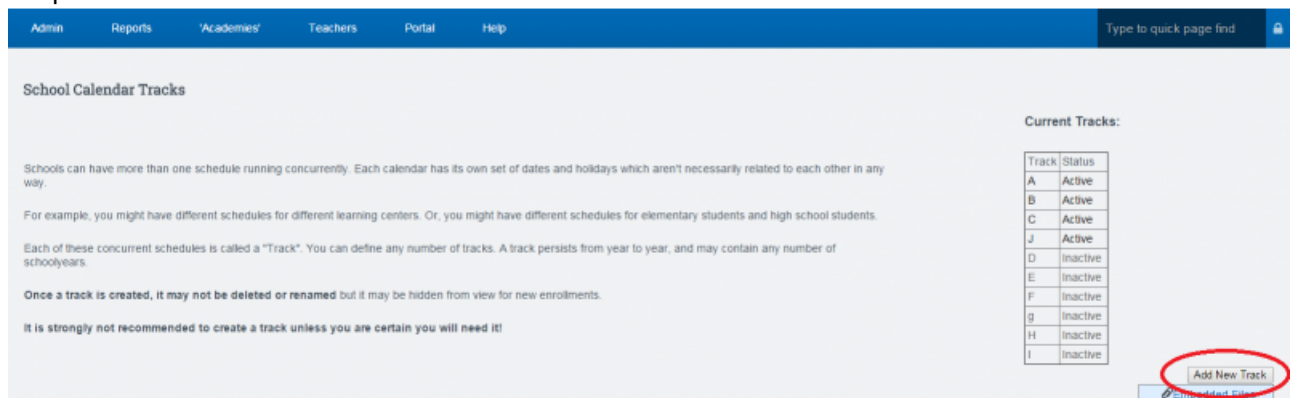 Admin Reports 'Academies' Teachers Portal Help Type to quick page find
School Calendar Tracks
Current Tracks:
Schools can have more than one schedule running concurrently. Each calendar has its own set of dates and holidays which aren't necessarily related to each other in any
way.
For example, you might have different schedules for different learning centers. Or, you might have different schedules for elementary students and high school students.
Each of these concurrent schedules is called a "Track". You can define any number of tracks. A track persists from year to year, and may contain any number of
schoolyears.
Once a track is created, it may not be deleted or renamed but it may be hidden from view for new enrollments.
It is strongly not recommended to create a track unless you are certain you will need it!
Track Status
A Active
B Active
C Active
J Active
D Inactive
E Inactive
F Inactive
g Inactive
H Inactive
I Inactive
Add New Track
Embedded Files